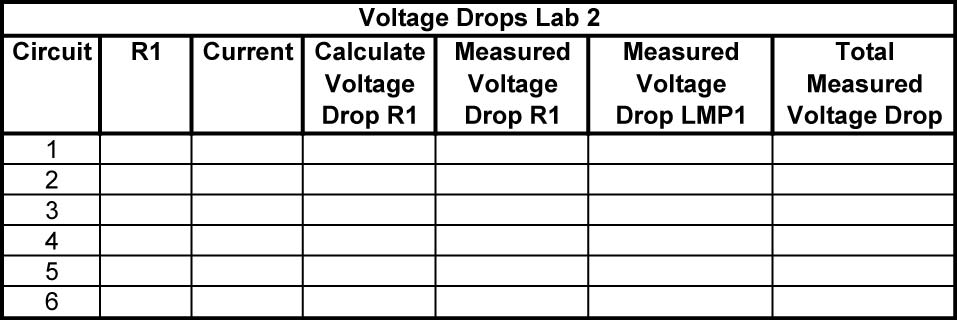 Voltage Drops Lab 2
Circuit R1 Current Calculate Measured Measured Total
Voltage Voltage Voltage Measured
Drop R1 Drop R1 Drop LMP1 Voltage Drop
1
2
3
4
5
6